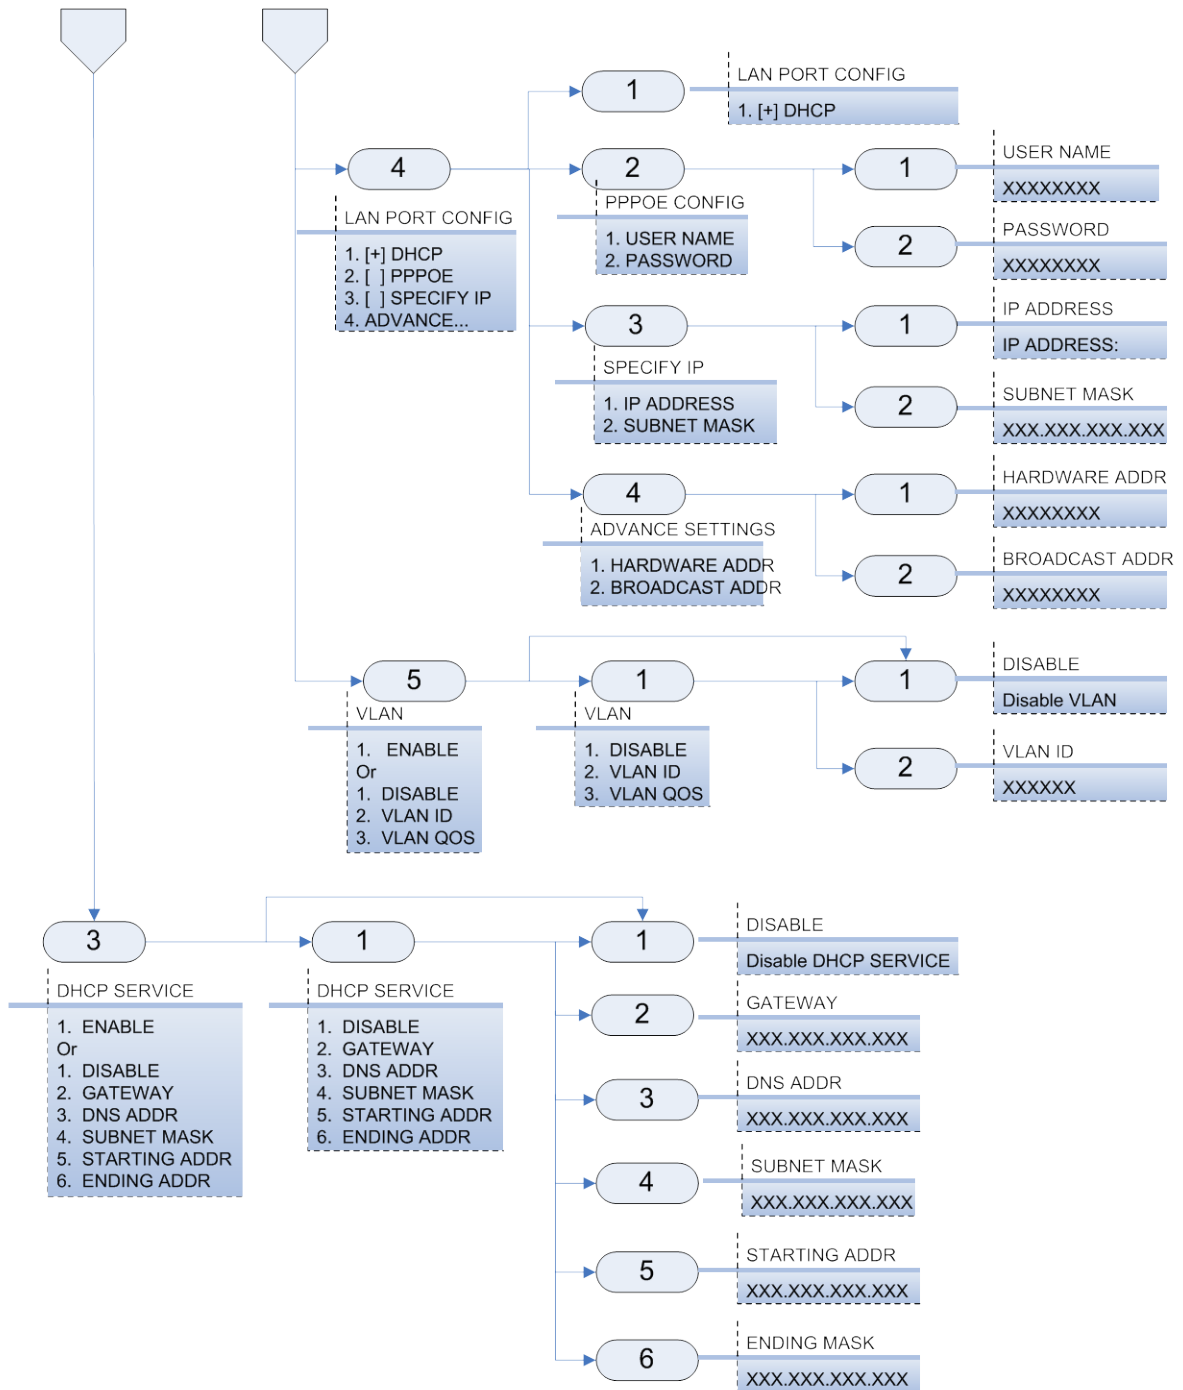 1
LAN PORT CONFIG
1. [+] DHCP
4
LAN PORT CONFIG
1. [+] DHCP
2. [ ] PPPOE
3. [ ] SPECIFY IP
4. ADVANCE...
2
PPPOE CONFIG
1. USER NAME
2. PASSWORD
1
USER NAME
XXXXXXXX
2
PASSWORD
XXXXXXXX
3
SPECIFY IP
1. IP ADDRESS
2. SUBNET MASK
1
IP ADDRESS
IP ADDRESS:
2
SUBNET MASK
XXX.XXX.XXX.XXX
4
ADVANCE SETTINGS
1. HARDWARE ADDR
2. BROADCAST ADDR
1
HARDWARE ADDR
XXXXXXXX
2
BROADCAST ADDR
XXXXXXXX
5
VLAN
1. ENABLE
Or
1. DISABLE
2. VLAN ID
3. VLAN QOS
1
VLAN
1. DISABLE
2. VLAN ID
3. VLAN QOS
1
DISABLE
Disable VLAN
2
VLAN ID
XXXXXX
3
DHCP SERVICE
1. ENABLE
Or
1. DISABLE
2. GATEWAY
3. DNS ADDR
4. SUBNET MASK
5. STARTING ADDR
6. ENDING ADDR
1
DHCP SERVICE
1. DISABLE
2. GATEWAY
3. DNS ADDR
4. SUBNET MASK
5. STARTING ADDR
6. ENDING ADDR
1
DISABLE
Disable DHCP SERVICE
2
GATEWAY
XXX.XXX.XXX.XXX
3
DNS ADDR
XXX.XXX.XXX.XXX
4
SUBNET MASK
XXX.XXX.XXX.XXX
5
STARTING ADDR
XXX.XXX.XXX.XXX
6
ENDING MASK
XXX.XXX.XXX.XXX